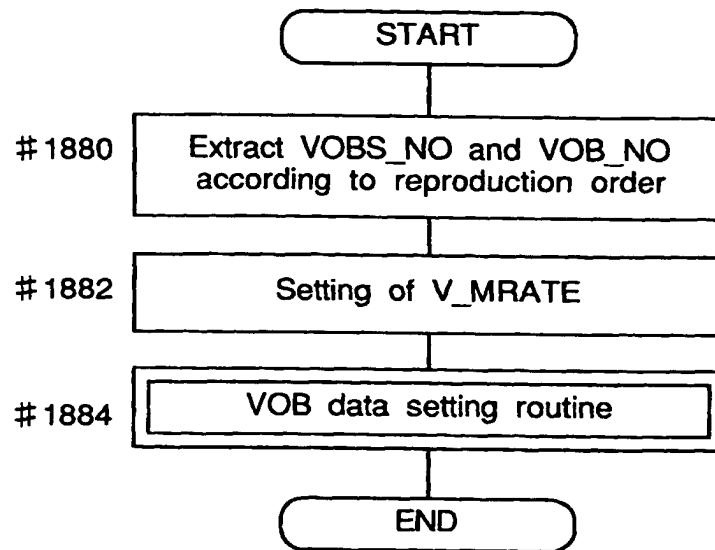 START
#1880
Extract VOBS_NO and VOB_NO
according to reproduction order
#1882
Setting of V_MRATE
#1884
VOB data setting routine
END